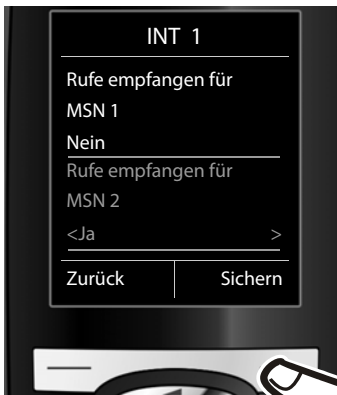 INT 1
Rufe empfangen für
MSN 1
Nein
Rufe empfangen für
MSN 2
<Ja >
Zurück Sichern